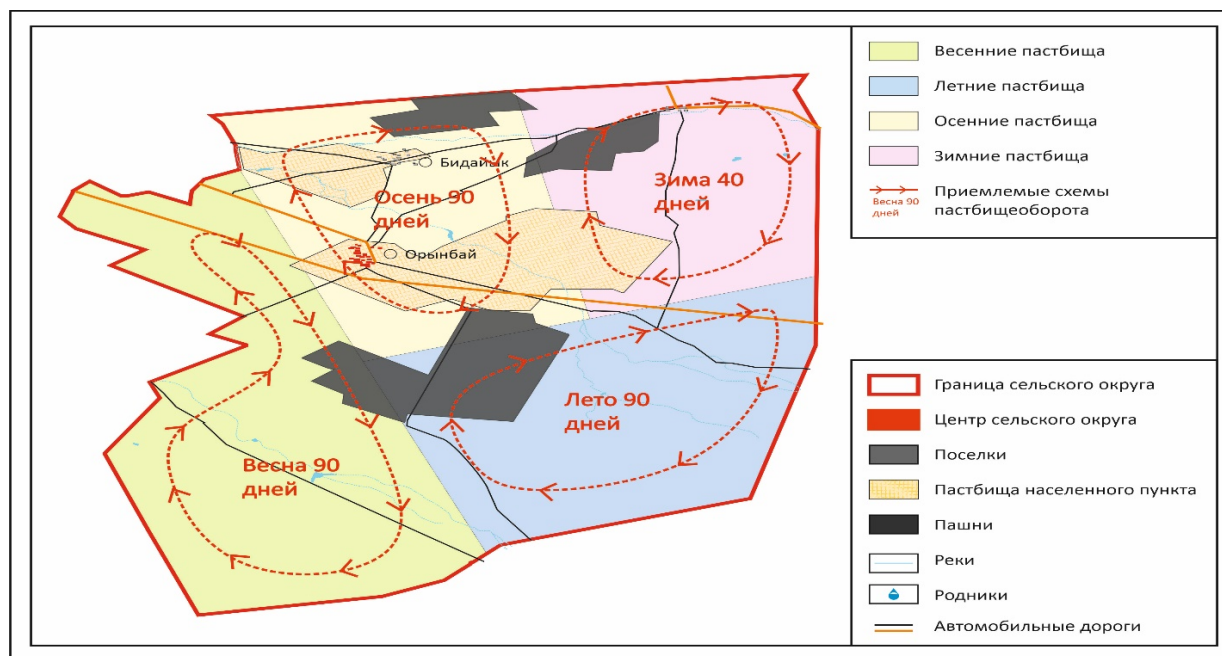 Бидайык
Осень 90
дней
Зима 40
дней
Орынбай
Лето 90
дней
Весна 90
дней
Весенние пастбища
Летние пастбища
Осенние пастбища
Зимние пастбища
Весна 90
дней
Приемлемые схемы
пастбищеоборота
Граница сельского округа
Центр сельского округа
Поселки
Пастбища населенного пункта
Пашни
Реки
Родники
Автомобильные дороги